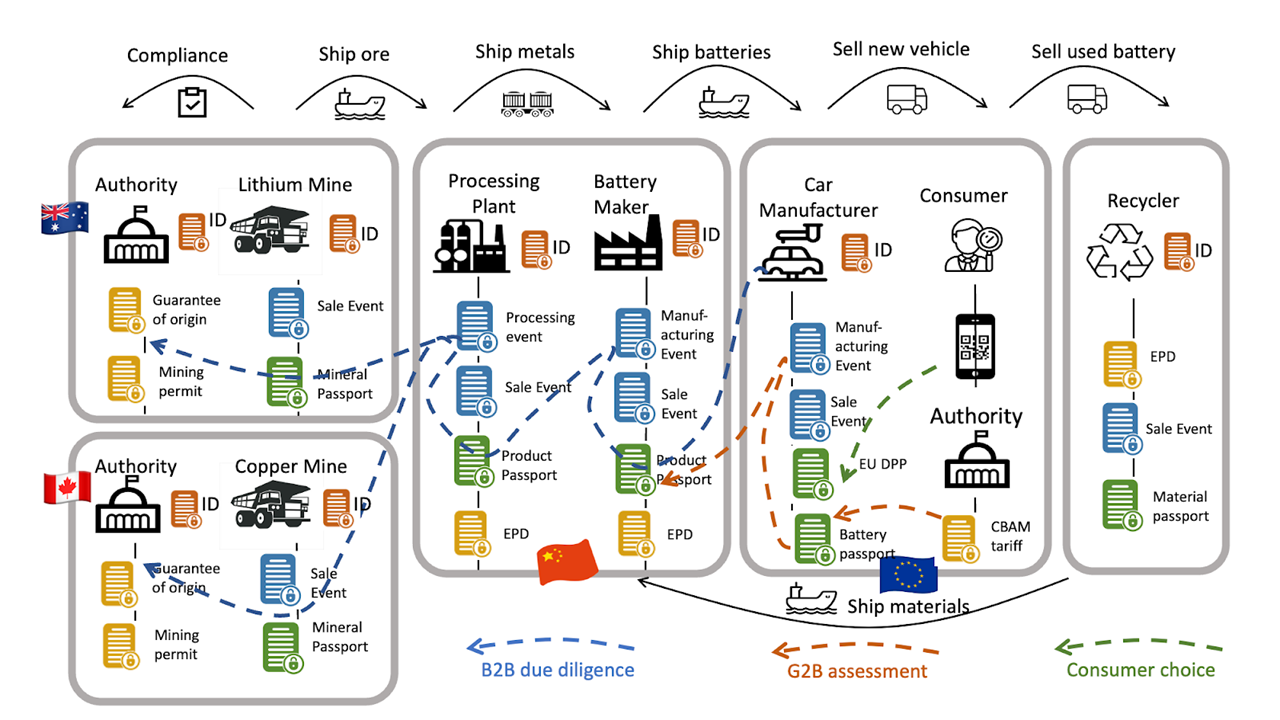 Compliance
Ship ore
Ship metals
Ship batteries
Sell new vehicle
Sell used battery
Authority
ID
Lithium Mine
ID
Guarantee
of origin
Sale Event
Mining
permit
Mineral
Passport
Authority
ID
Copper Mine
ID
Guarantee
of origin
Sale
Event
Mining
permit
Mineral
Passport
Processing
Plant
ID
Battery
Maker
ID
Processing
event
Manuf-
acturing
Event
Sale Event
Sale
Event
Product
Passport
Product
Passport
EPD
EPD
Car
Manufacturer
ID
Consumer
Manuf-
acturing
Event
Sale
Event
EU DPP
Battery
passport
Authority
CBAM
tariff
Recycler
ID
EPD
Sale Event
Material
passport
Ship materials
B2B due diligence
G2B assessment
Consumer choice